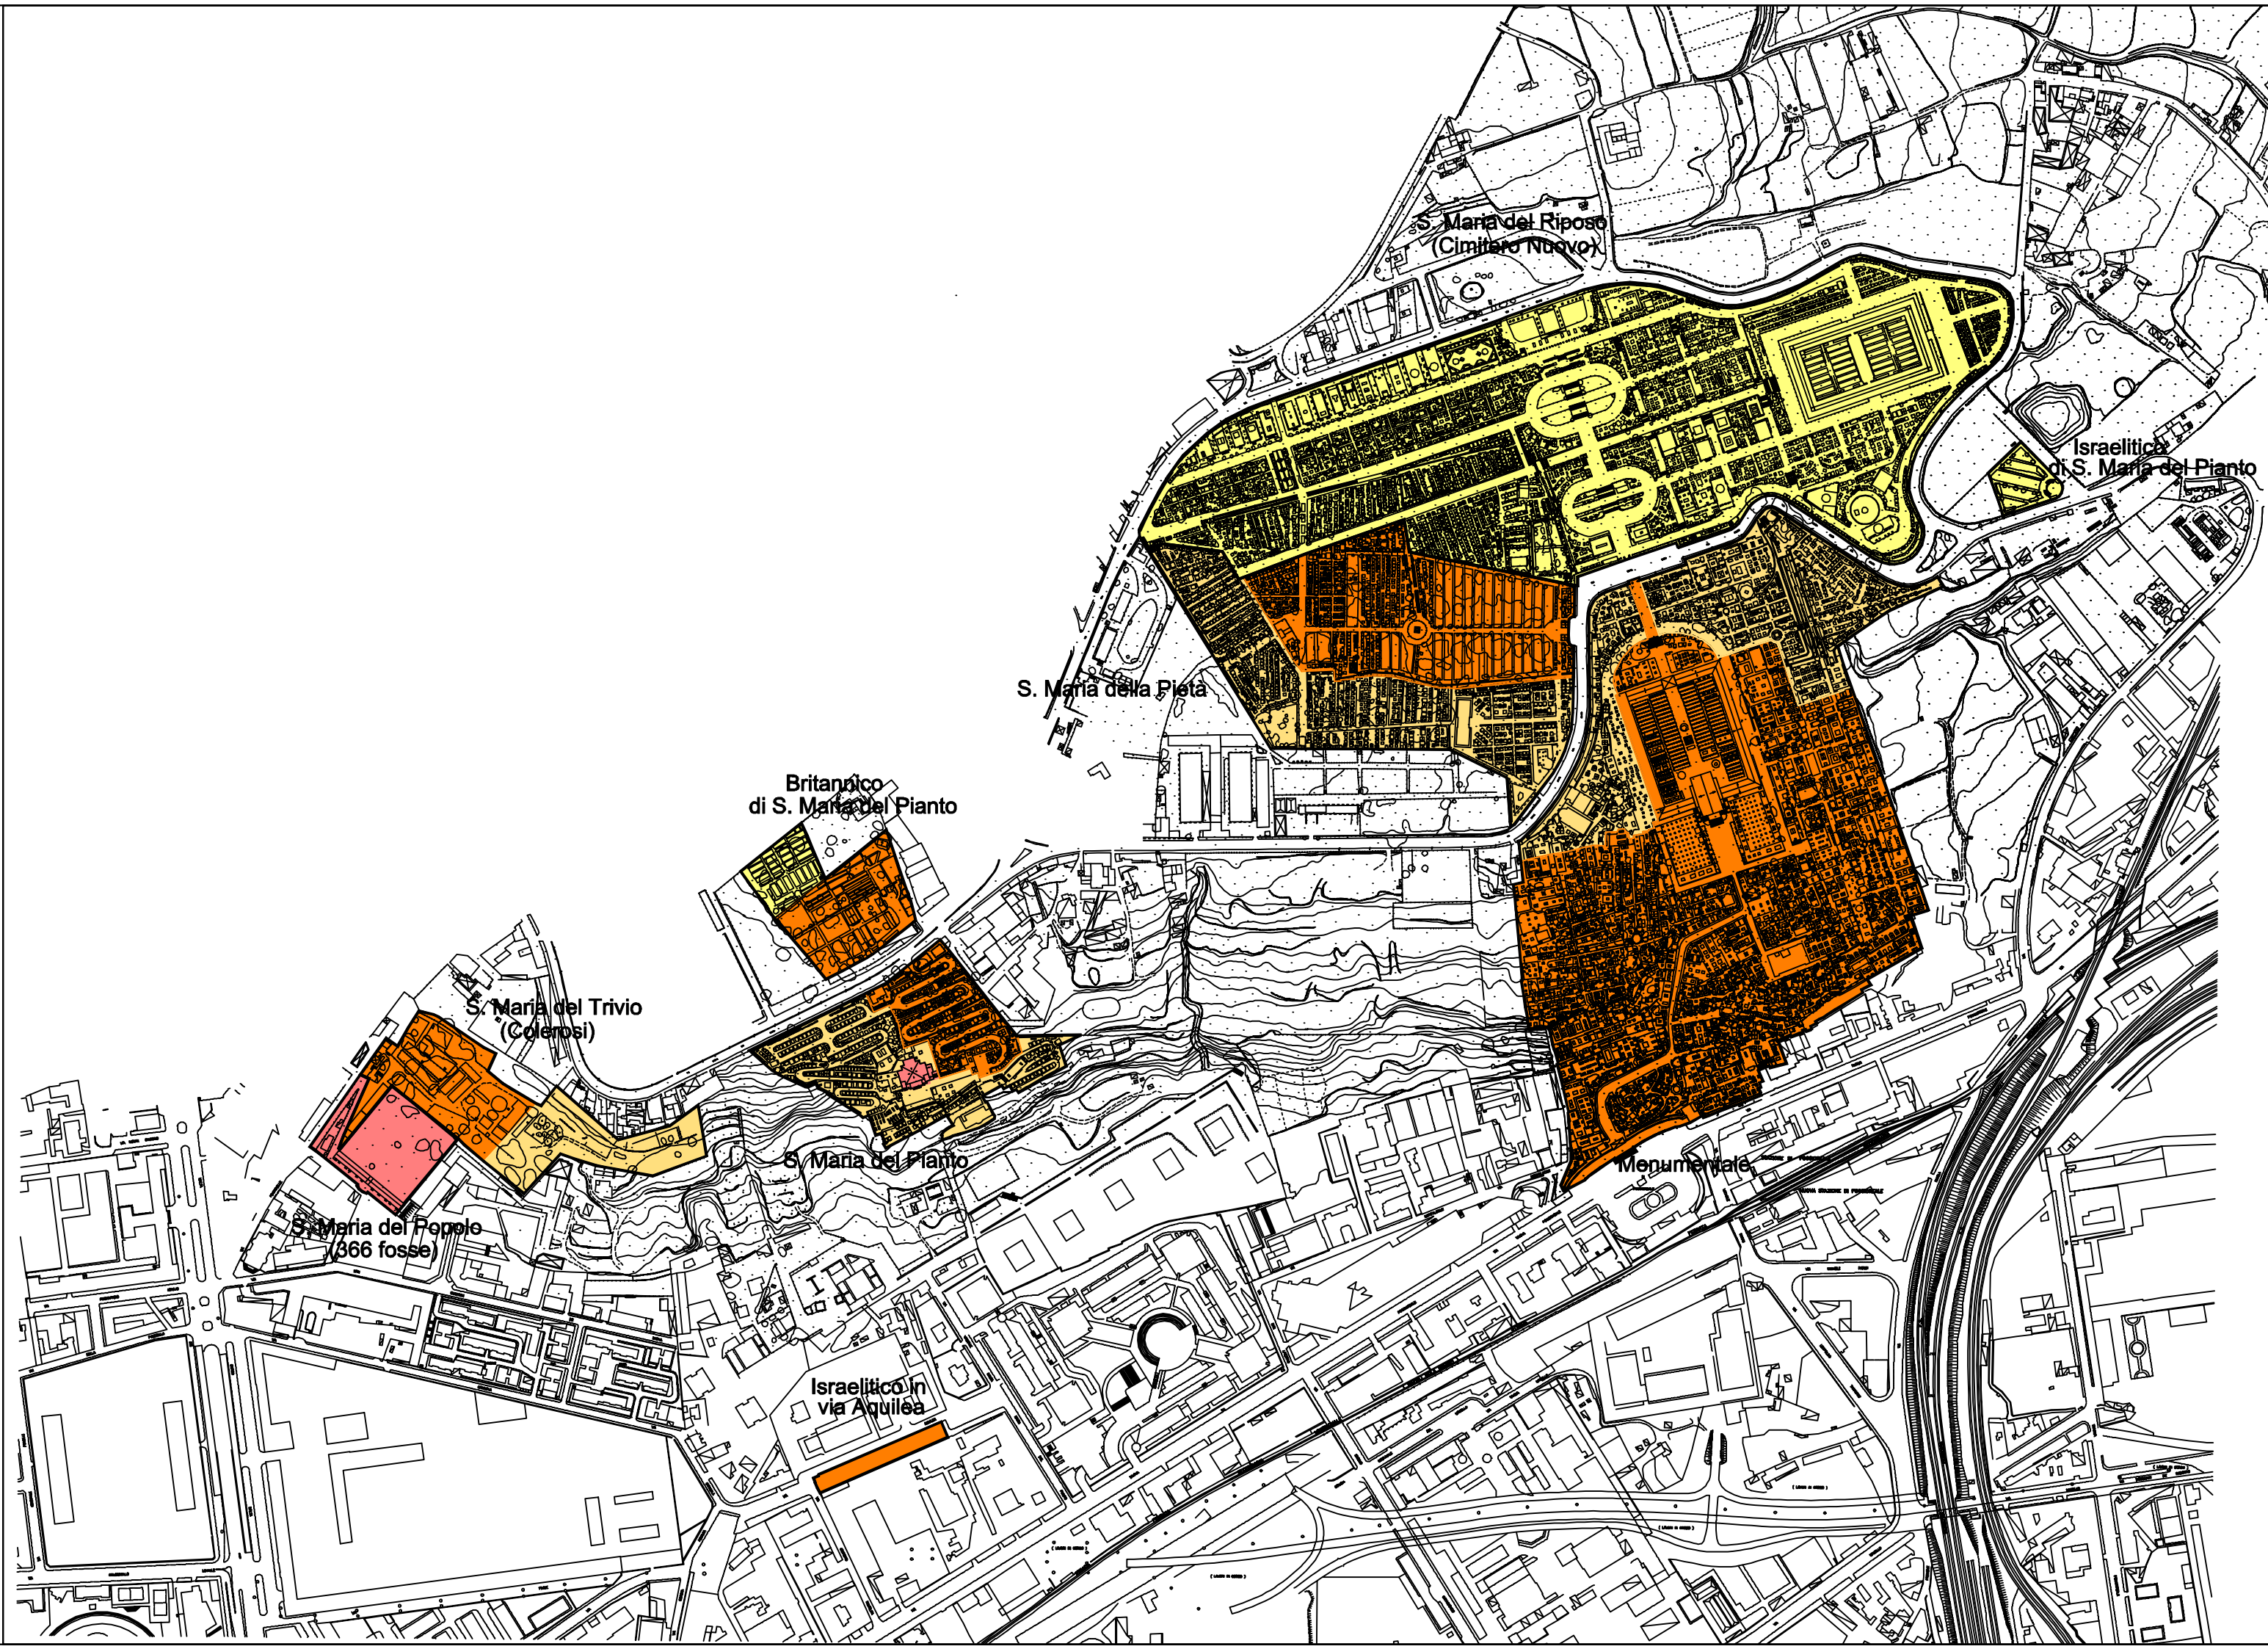 S. Maria del Riposo
(Cimitero Nuovo)
Israelitico
di S. Maria del Pianto
S. Maria della Pietà
Britannico
di S. Maria del Pianto
S. Maria del Trivio
(Colerosi)
S. Maria del Pianto
Monumentale
S. Maria del Popolo
(366 fosse)
Israelitico in
via Aquilea